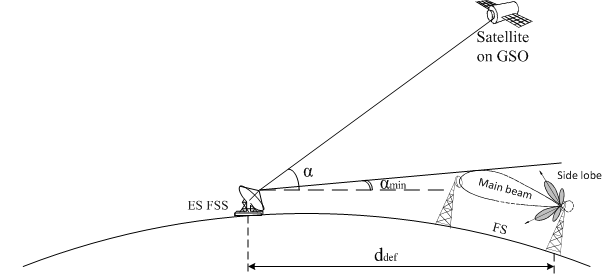 Satellite
on GSO
α
αmin
Main beam
Side lobe
ES FSS
FS
ddef